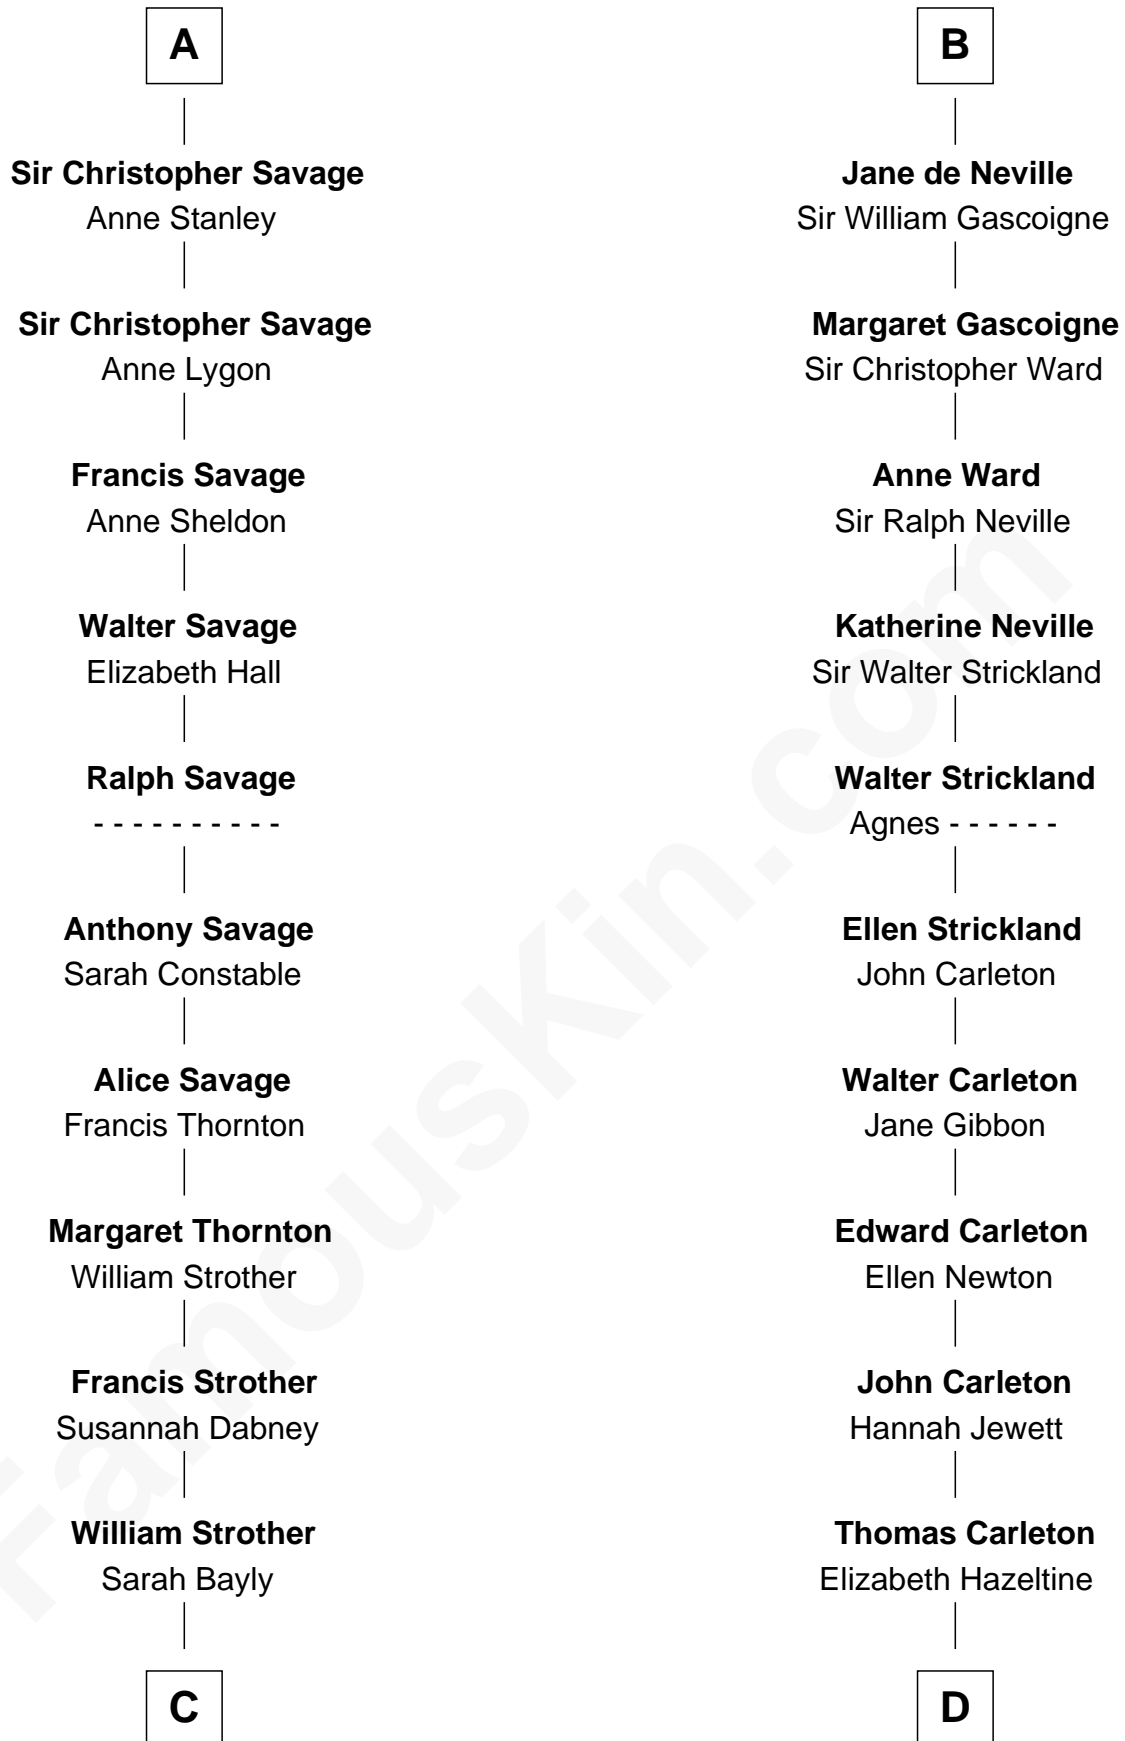 A
Sir Christopher Savage
Anne Stanley
Sir Christopher Savage
Anne Lygon
Francis Savage
Anne Sheldon
Walter Savage
Elizabeth Hall
Ralph Savage
- - - - - - - - - -
Anthony Savage
Sarah Constable
Alice Savage
Francis Thornton
Margaret Thornton
William Strother
Francis Strother
Susannah Dabney
William Strother
Sarah Bayly
C
B
Jane de Neville
Sir William Gascoigne
Margaret Gascoigne
Sir Christopher Ward
Anne Ward
Sir Ralph Neville
Katherine Neville
Sir Walter Strickland
Walter Strickland
Agnes - - - - - -
Ellen Strickland
John Carleton
Walter Carleton
Jane Gibbon
Edward Carleton
Ellen Newton
John Carleton
Hannah Jewett
Thomas Carleton
Elizabeth Hazeltine
D
FamousKin.com